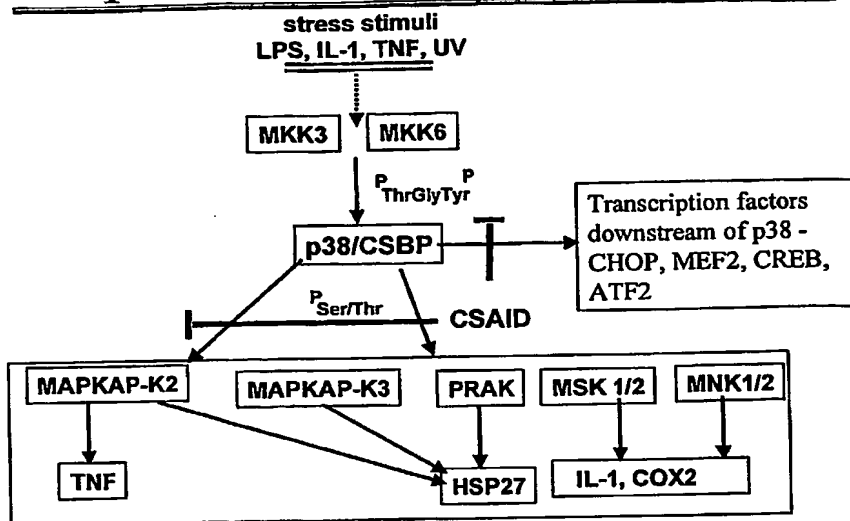 stress stimuli
LPS, IL-1, TNF, UV
MKK3
MKK6
P
ThrGlyTyr
P
p38/CSBP
Transcription factors
downstream of p38 -
CHOP, MEF2, CREB,
ATF2
P
Ser/Thr
CSAID
MAPKAP-K2
MAPKAP-K3
PRAK
MSK 1/2
MNK1/2
TNF
HSP27
IL-1, COX2